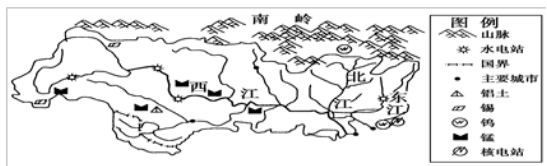 南岭
北
西
江
江
东
江
图例
山脉
水电站
国界
主要城市
铝土
锡
钨
锰
核电站